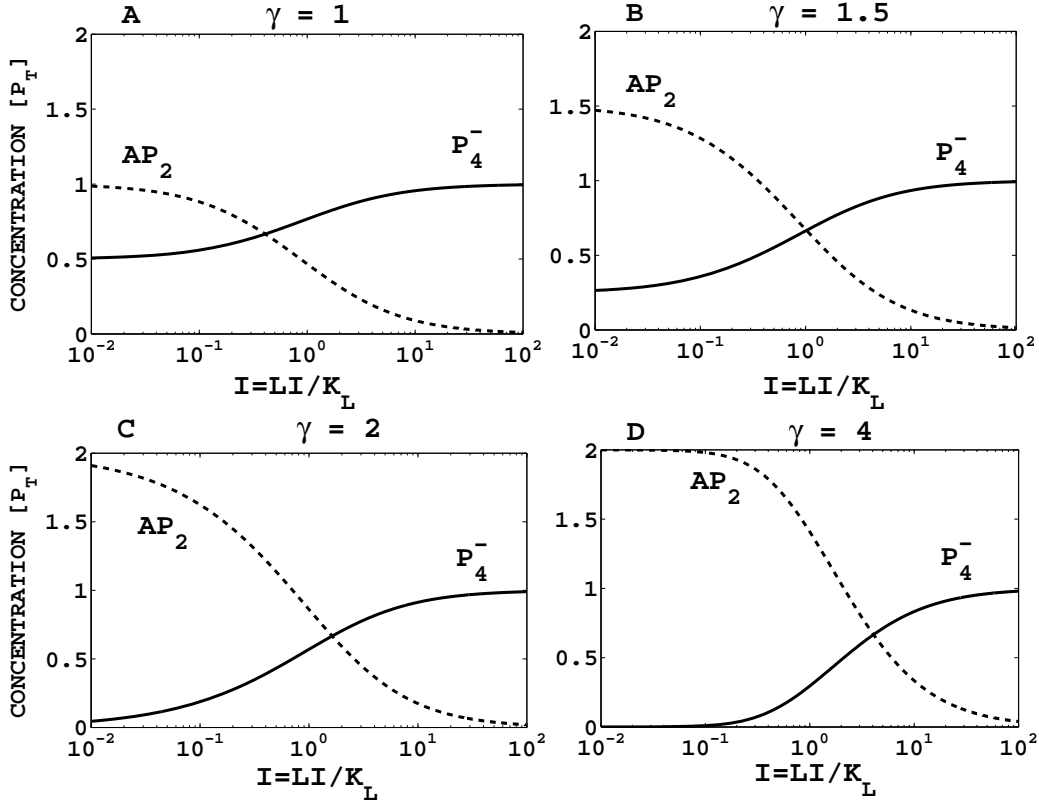 A γ = 1
CONCENTRATION [P_T]
2
1.5
1
0.5
0
AP_2
P_4^-
10^-2 10^-1 10^0 10^1 10^2
I=LI/K_L
B γ = 1.5
2
1.5
1
0.5
0
AP_2
P_4^-
10^-2 10^-1 10^0 10^1 10^2
I=LI/K_L
C γ = 2
CONCENTRATION [P_T]
2
1.5
1
0.5
0
AP_2
P_4^-
10^-2 10^-1 10^0 10^1 10^2
I=LI/K_L
D γ = 4
2
1.5
1
0.5
0
AP_2
P_4^-
10^-2 10^-1 10^0 10^1 10^2
I=LI/K_L